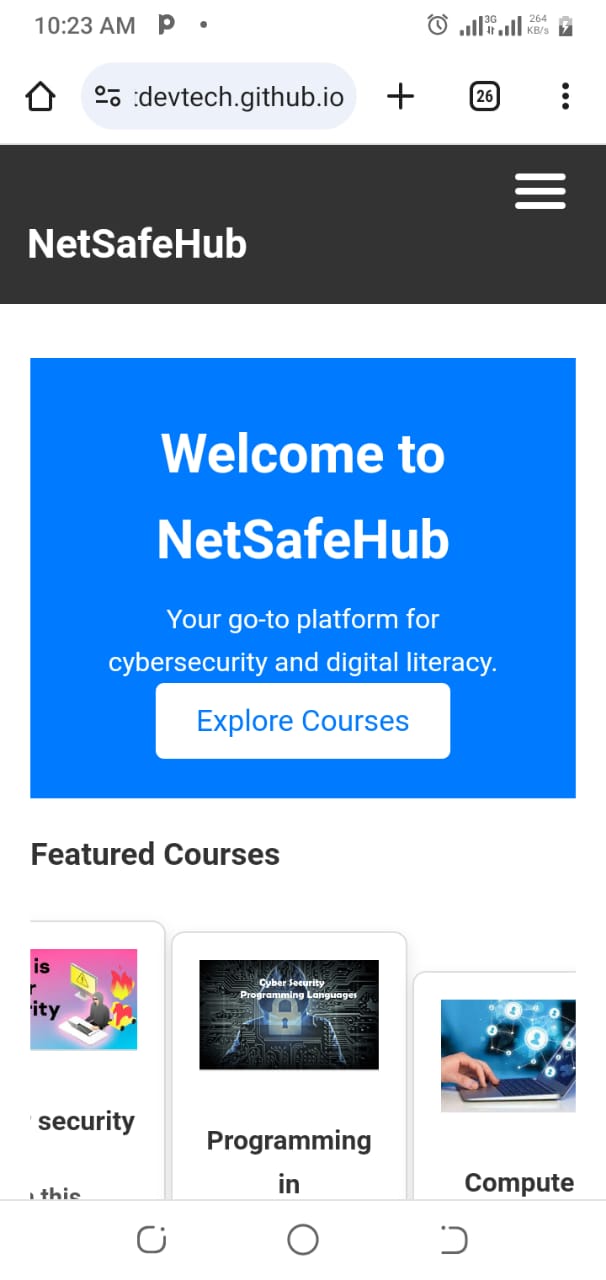 10:23 AM
3G
264
KB/s
:devtech.github.io
26
NetSafeHub
Welcome to
NetSafeHub
Your go-to platform for
cybersecurity and digital literacy.
Explore Courses
Featured Courses
is
r
ity
security
this
Cyber Security
Programming Languages
Programming
in
Compute